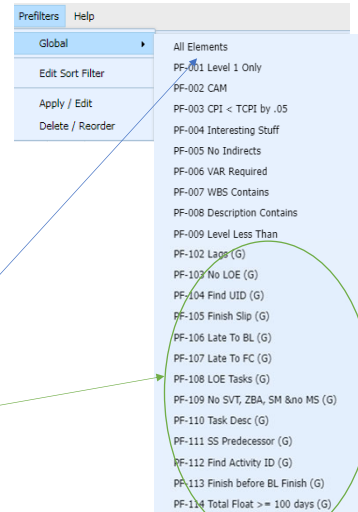 Prefilters Help
Global
Edit Sort Filter
Apply / Edit
Delete / Reorder
All Elements
PF-001 Level 1 Only
PF-002 CAM
PF-003 CPI < TCPI by .05
PF-004 Interesting Stuff
PF-005 No Indirects
PF-006 VAR Required
PF-007 WBS Contains
PF-008 Description Contains
PF-009 Level Less Than
PF-102 Lags (G)
PF-103 No LOE (G)
PF-104 Find UID (G)
PF-105 Finish Slip (G)
PF-106 Late To BL (G)
PF-107 Late To FC (G)
PF-108 LOE Tasks (G)
PF-109 No SVT, ZBA, SM &no MS (G)
PF-110 Task Desc (G)
PF-111 SS Predecessor (G)
PF-112 Find Activity ID (G)
PF-113 Finish before BL Finish (G)
PF-114 Total Float >= 100 days (G)